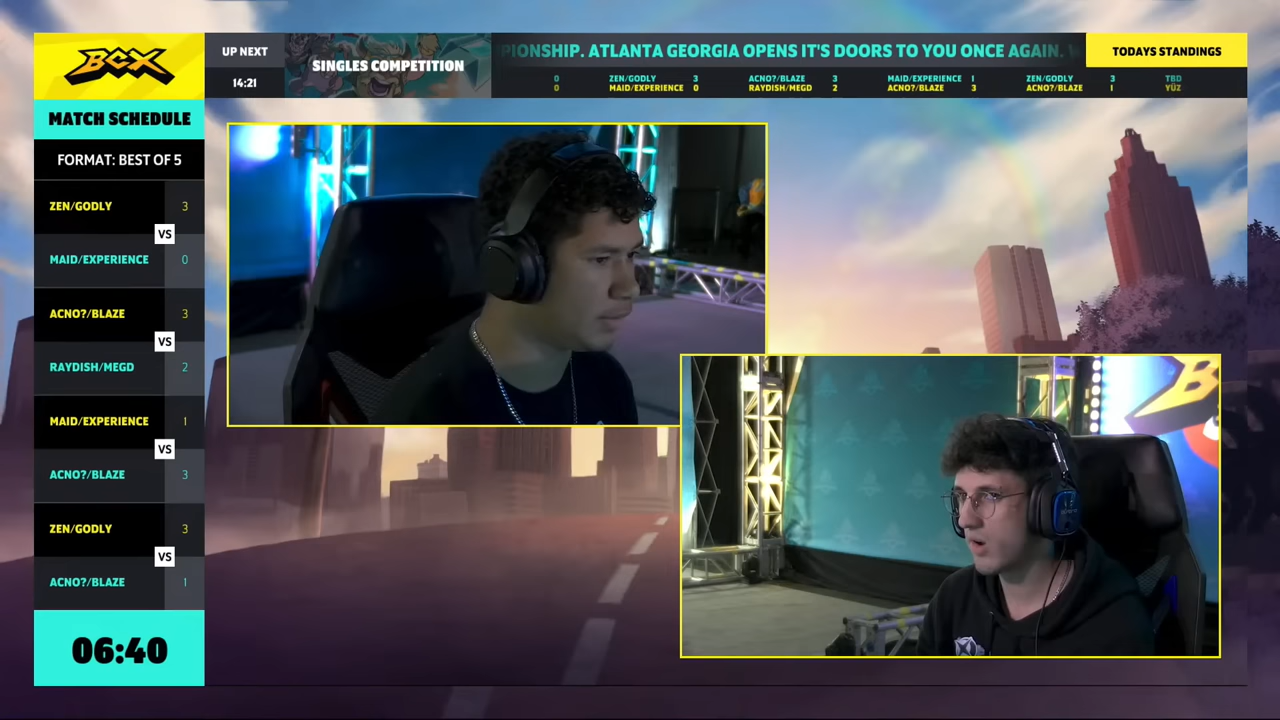 BCX
UP NEXT
14:21
SINGLES COMPETITION
PIONSHIP. ATLANTA GEORGIA OPENS IT'S DOORS TO YOU ONCE AGAIN.
TODAYS STANDINGS
0 ZEN/GODLY 3 ACNO?/BLAZE 3 MAID/EXPERIENCE 1 ZEN/GODLY 3 TBD
0 MAID/EXPERIENCE 0 RAYDISH/MEGD 2 ACNO?/BLAZE 3 ACNO?/BLAZE 1 YÜZ
MATCH SCHEDULE
FORMAT: BEST OF 5
ZEN/GODLY 3
VS
MAID/EXPERIENCE 0
ACNO?/BLAZE 3
VS
RAYDISH/MEGD 2
MAID/EXPERIENCE 1
VS
ACNO?/BLAZE 3
ZEN/GODLY 3
VS
ACNO?/BLAZE 1
06:40